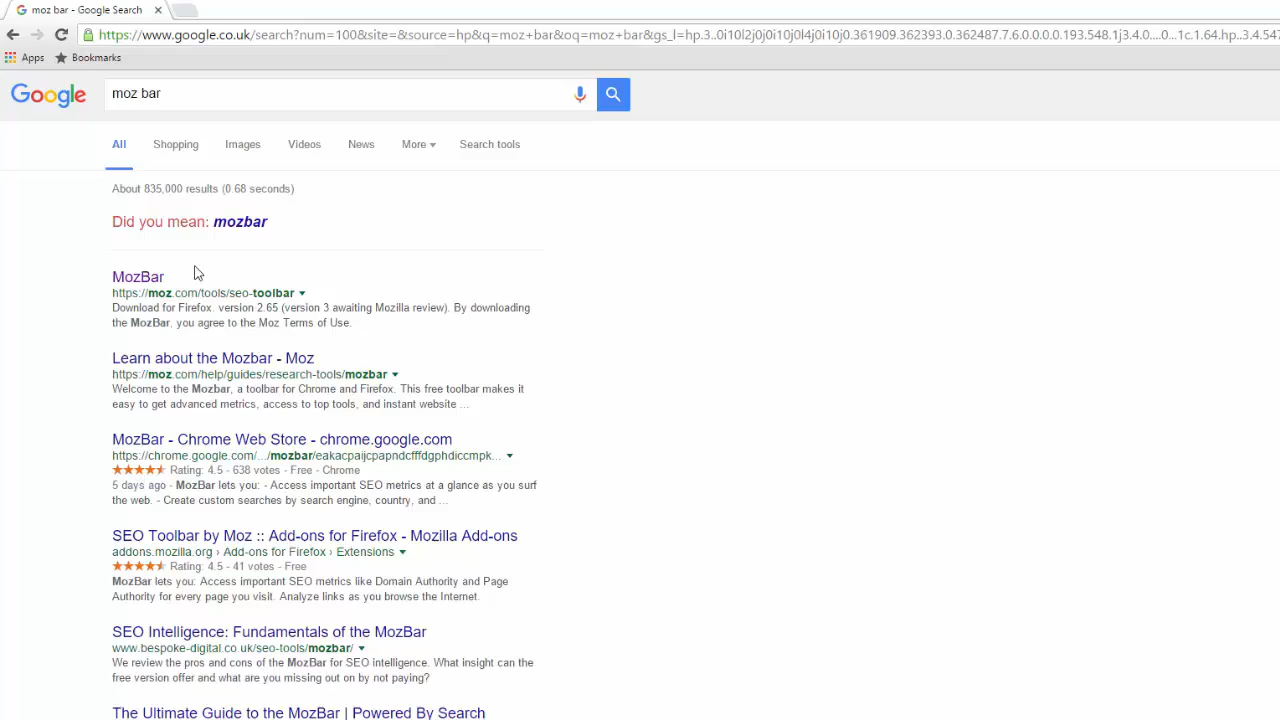 moz bar - Google Search
https://www.google.co.uk/search?num=100&site=&source=hp&q=moz+bar&oq=moz+bar&gs_l=hp.3..0i10l2j0j0i10j0l4j0i10j0.361909.362393.0.362487.7.6.0.0.0.0.193.548.1j3.4.0....0...1c.1.64.hp..3.4.547
Apps Bookmarks
Google moz bar
All Shopping Images Videos News More Search tools
About 835,000 results (0.68 seconds)
Did you mean: mozbar
MozBar
https://moz.com/tools/seo-toolbar
Download for Firefox. version 2.65 (version 3 awaiting Mozilla review). By downloading
the MozBar, you agree to the Moz Terms of Use.
Learn about the Mozbar - Moz
https://moz.com/help/guides/research-tools/mozbar
Welcome to the Mozbar, a toolbar for Chrome and Firefox. This free toolbar makes it
easy to get advanced metrics, access to top tools, and instant website ...
MozBar - Chrome Web Store - chrome.google.com
https://chrome.google.com/.../mozbar/eakacpaijcpapndcfffdgphdiccmpk...
Rating: 4.5 - 638 votes - Free - Chrome
5 days ago - MozBar lets you: - Access important SEO metrics at a glance as you surf
the web. - Create custom searches by search engine, country, and ...
SEO Toolbar by Moz :: Add-ons for Firefox - Mozilla Add-ons
addons.mozilla.org › Add-ons for Firefox › Extensions
Rating: 4.5 - 41 votes - Free
MozBar lets you: Access important SEO metrics like Domain Authority and Page
Authority for every page you visit. Analyze links as you browse the Internet.
SEO Intelligence: Fundamentals of the MozBar
www.bespoke-digital.co.uk/seo-tools/mozbar/
We review the pros and cons of the MozBar for SEO intelligence. What insight can the
free version offer and what are you missing out on by not paying?
The Ultimate Guide to the MozBar | Powered By Search